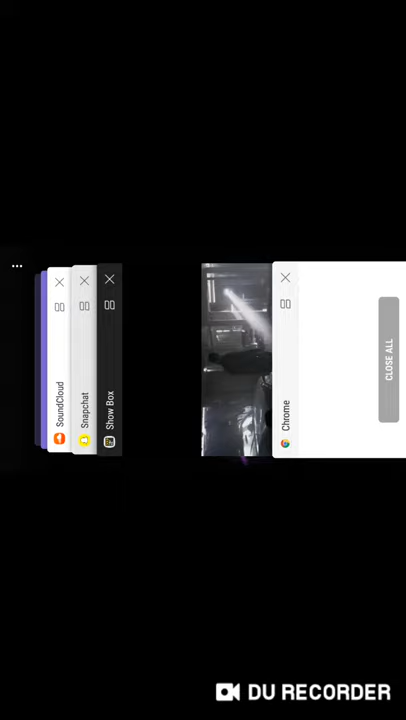 SoundCloud
Snapchat
Show Box
Chrome
CLOSE ALL
DU RECORDER